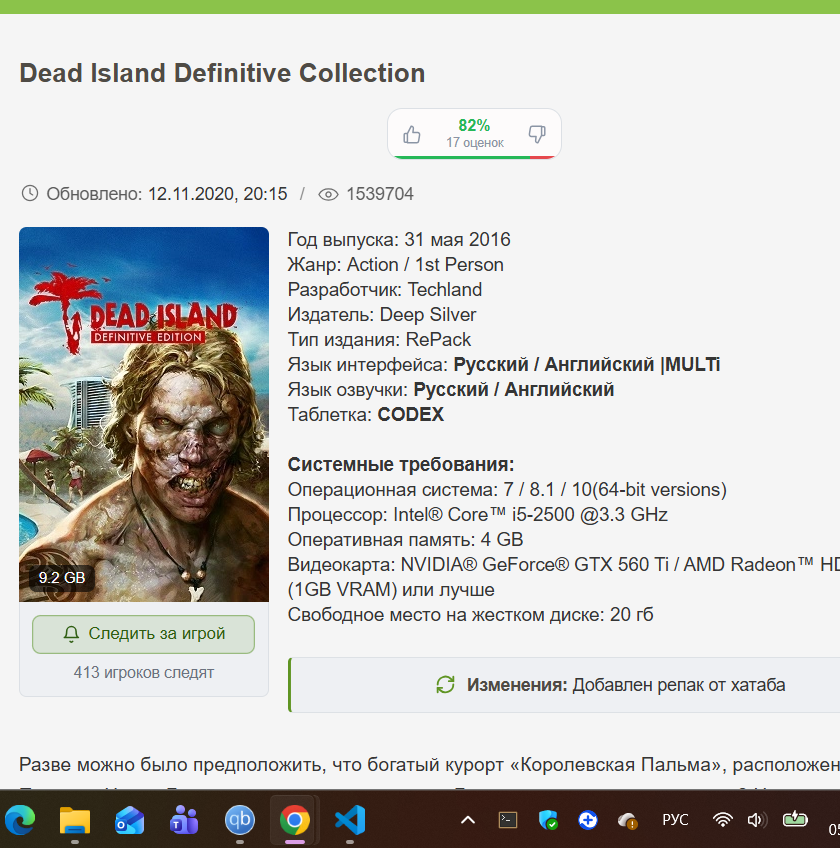 Dead Island Definitive Collection
82%
17 оценок
Обновлено: 12.11.2020, 20:15 / 1539704
DEAD ISLAND
DEFINITIVE EDITION
9.2 GB
Следить за игрой
413 игроков следят
Год выпуска: 31 мая 2016
Жанр: Action / 1st Person
Разработчик: Techland
Издатель: Deep Silver
Тип издания: RePack
Язык интерфейса: Русский / Английский |MULTi
Язык озвучки: Русский / Английский
Таблетка: CODEX
Системные требования:
Операционная система: 7 / 8.1 / 10(64-bit versions)
Процессор: Intel® Core™ i5-2500 @3.3 GHz
Оперативная память: 4 GB
Видеокарта: NVIDIA® GeForce® GTX 560 Ti / AMD Radeon™ HD
(1GB VRAM) или лучше
Свободное место на жестком диске: 20 гб
Изменения: Добавлен репак от хатаба
Разве можно было предположить, что богатый курорт «Королевская Пальма», расположен
qb
РУС